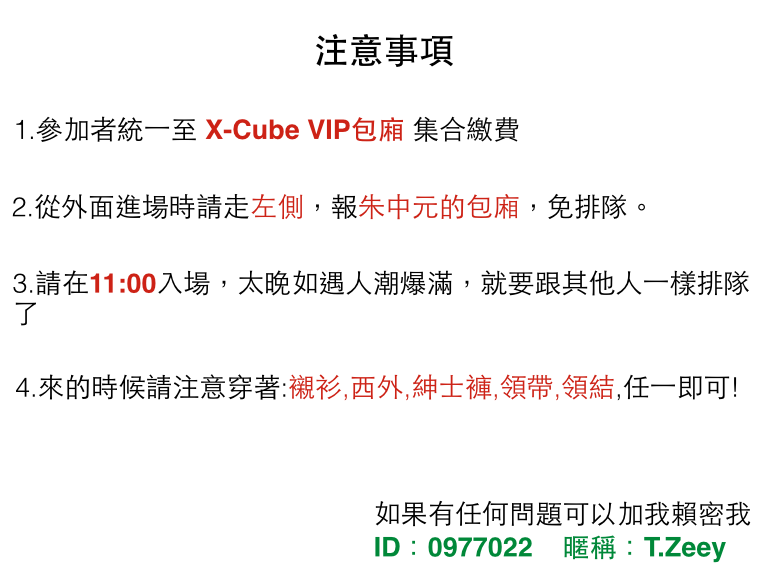 注意事項
1.參加者統一至 X-Cube VIP包廂 集合繳費
2.從外面進場時請走左側，報朱中元的包廂，免排隊。
3.請在11:00入場，太晚如遇人潮爆滿，就要跟其他人一樣排隊
了
4.來的時候請注意穿著:襯衫,西外,紳士褲,領帶,領結,任一即可!
如果有任何問題可以加我賴密我
ID：0977022 暱稱：T.Zeey